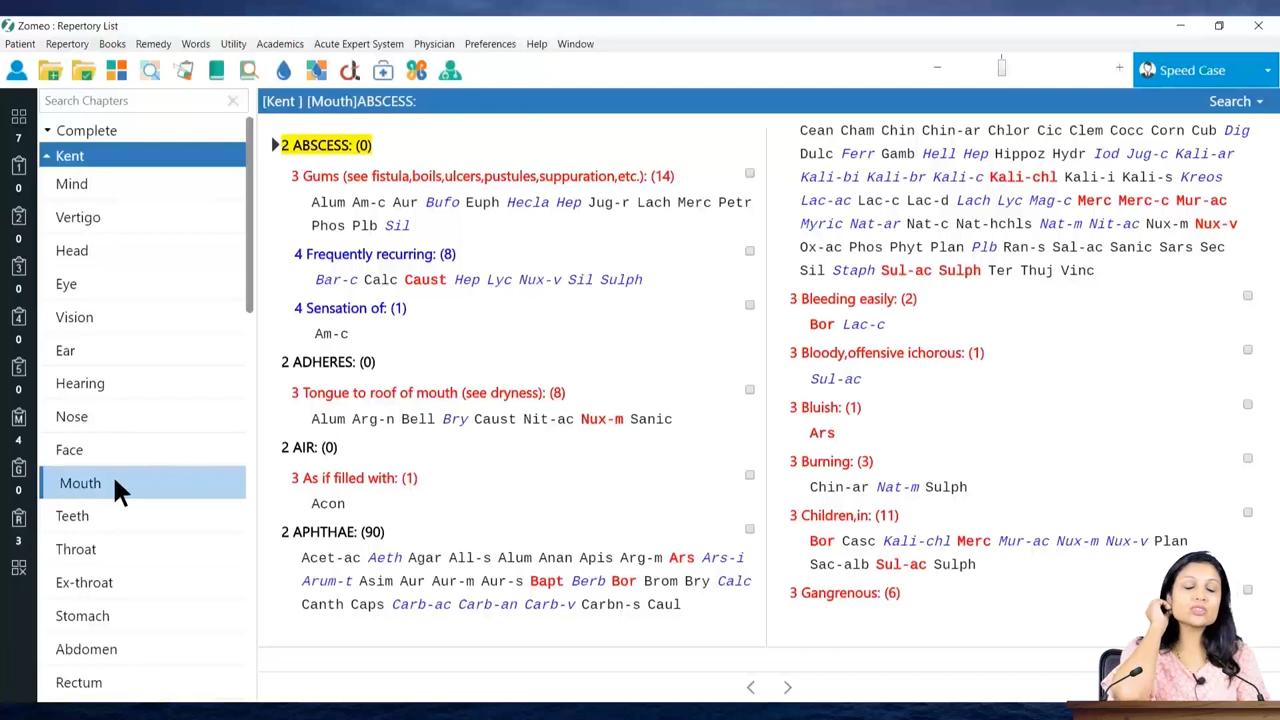 Zomeo : Repertory List
Patient Repertory Books Remedy Words Utility Academics Acute Expert System Physician Preferences Help Window
Speed Case
7
1
0
2
0
3
0
4
0
5
0
M
4
G
0
R
3
Search Chapters
Complete
Kent
Mind
Vertigo
Head
Eye
Vision
Ear
Hearing
Nose
Face
Mouth
Teeth
Throat
Ex-throat
Stomach
Abdomen
Rectum
[Kent ] [Mouth]ABSCESS:
Search
2 ABSCESS: (0)
3 Gums (see fistula,boils,ulcers,pustules,suppuration,etc.): (14)
Alum Am-c Aur Bufo Euph Hecla Hep Jug-r Lach Merc Petr
Phos Plb Sil
4 Frequently recurring: (8)
Bar-c Calc Caust Hep Lyc Nux-v Sil Sulph
4 Sensation of: (1)
Am-c
2 ADHERES: (0)
3 Tongue to roof of mouth (see dryness): (8)
Alum Arg-n Bell Bry Caust Nit-ac Nux-m Sanic
2 AIR: (0)
3 As if filled with: (1)
Acon
2 APHTHAE: (90)
Acet-ac Aeth Agar All-s Alum Anan Apis Arg-m Ars Ars-i
Arum-t Asim Aur Aur-m Aur-s Bapt Berb Bor Brom Bry Calc
Canth Caps Carb-ac Carb-an Carb-v Carbn-s Caul
Cean Cham Chin Chin-ar Chlor Cic Clem Cocc Corn Cub Dig
Dulc Ferr Gamb Hell Hep Hippoz Hydr Iod Jug-c Kali-ar
Kali-bi Kali-br Kali-c Kali-chl Kali-i Kali-s Kreos
Lac-ac Lac-c Lac-d Lach Lyc Mag-c Merc Merc-c Mur-ac
Myric Nat-ar Nat-c Nat-hchls Nat-m Nit-ac Nux-m Nux-v
Ox-ac Phos Phyt Plan Plb Ran-s Sal-ac Sanic Sars Sec
Sil Staph Sul-ac Sulph Ter Thuj Vinc
3 Bleeding easily: (2)
Bor Lac-c
3 Bloody,offensive ichorous: (1)
Sul-ac
3 Bluish: (1)
Ars
3 Burning: (3)
Chin-ar Nat-m Sulph
3 Children,in: (11)
Bor Casc Kali-chl Merc Mur-ac Nux-m Nux-v Plan
Sac-alb Sul-ac Sulph
3 Gangrenous: (6)